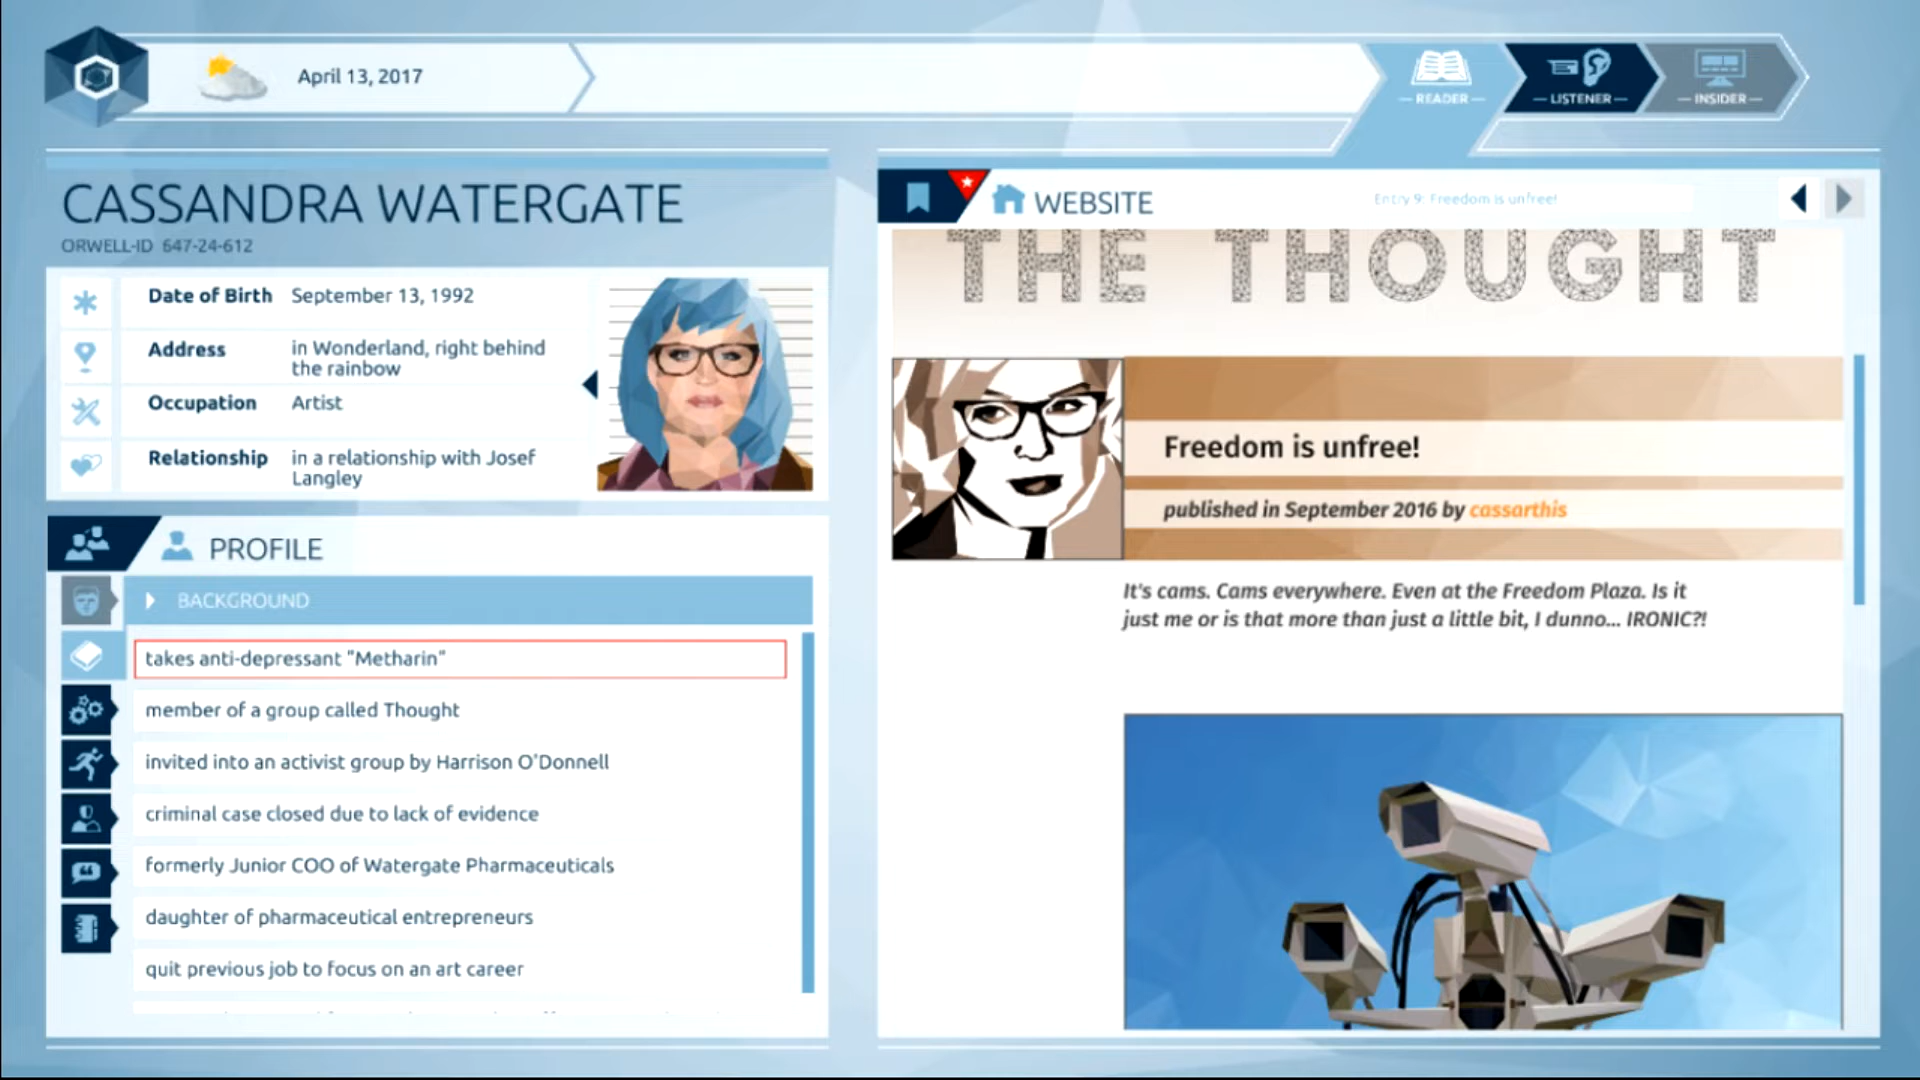 April 13, 2017
READER
LISTENER
INSIDER
CASSANDRA WATERGATE
ORWELL-ID 647-24-612
Date of Birth September 13, 1992
Address in Wonderland, right behind
the rainbow
Occupation Artist
Relationship in a relationship with Josef
Langley
PROFILE
BACKGROUND
takes anti-depressant "Metharin"
member of a group called Thought
invited into an activist group by Harrison O'Donnell
criminal case closed due to lack of evidence
formerly Junior COO of Watergate Pharmaceuticals
daughter of pharmaceutical entrepreneurs
quit previous job to focus on an art career
WEBSITE
Entry 9: Freedom is unfree!
THE THOUGHT
Freedom is unfree!
published in September 2016 by cassarthis
It's cams. Cams everywhere. Even at the Freedom Plaza. Is it
just me or is that more than just a little bit, I dunno... IRONIC?!